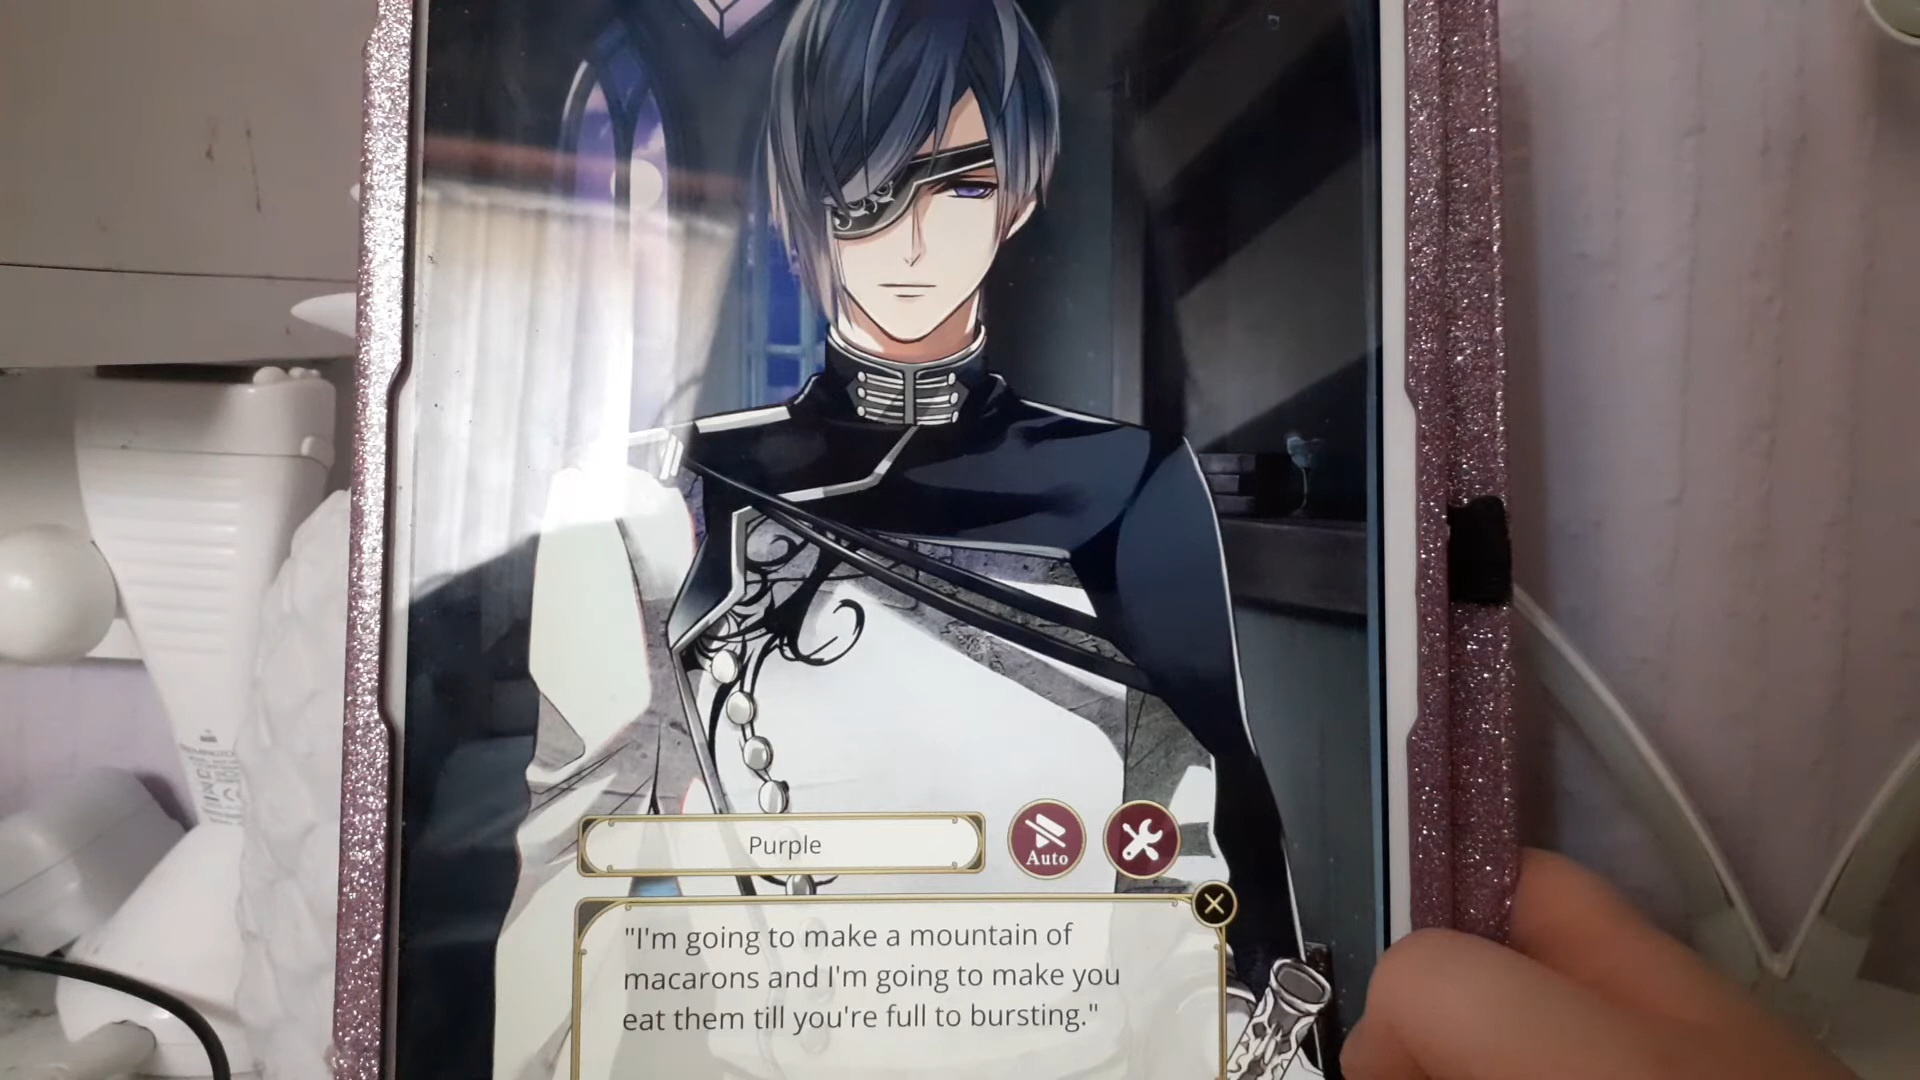 Purple
Auto
"I'm going to make a mountain of
macarons and I'm going to make you
eat them till you're full to bursting."
REMINGTON